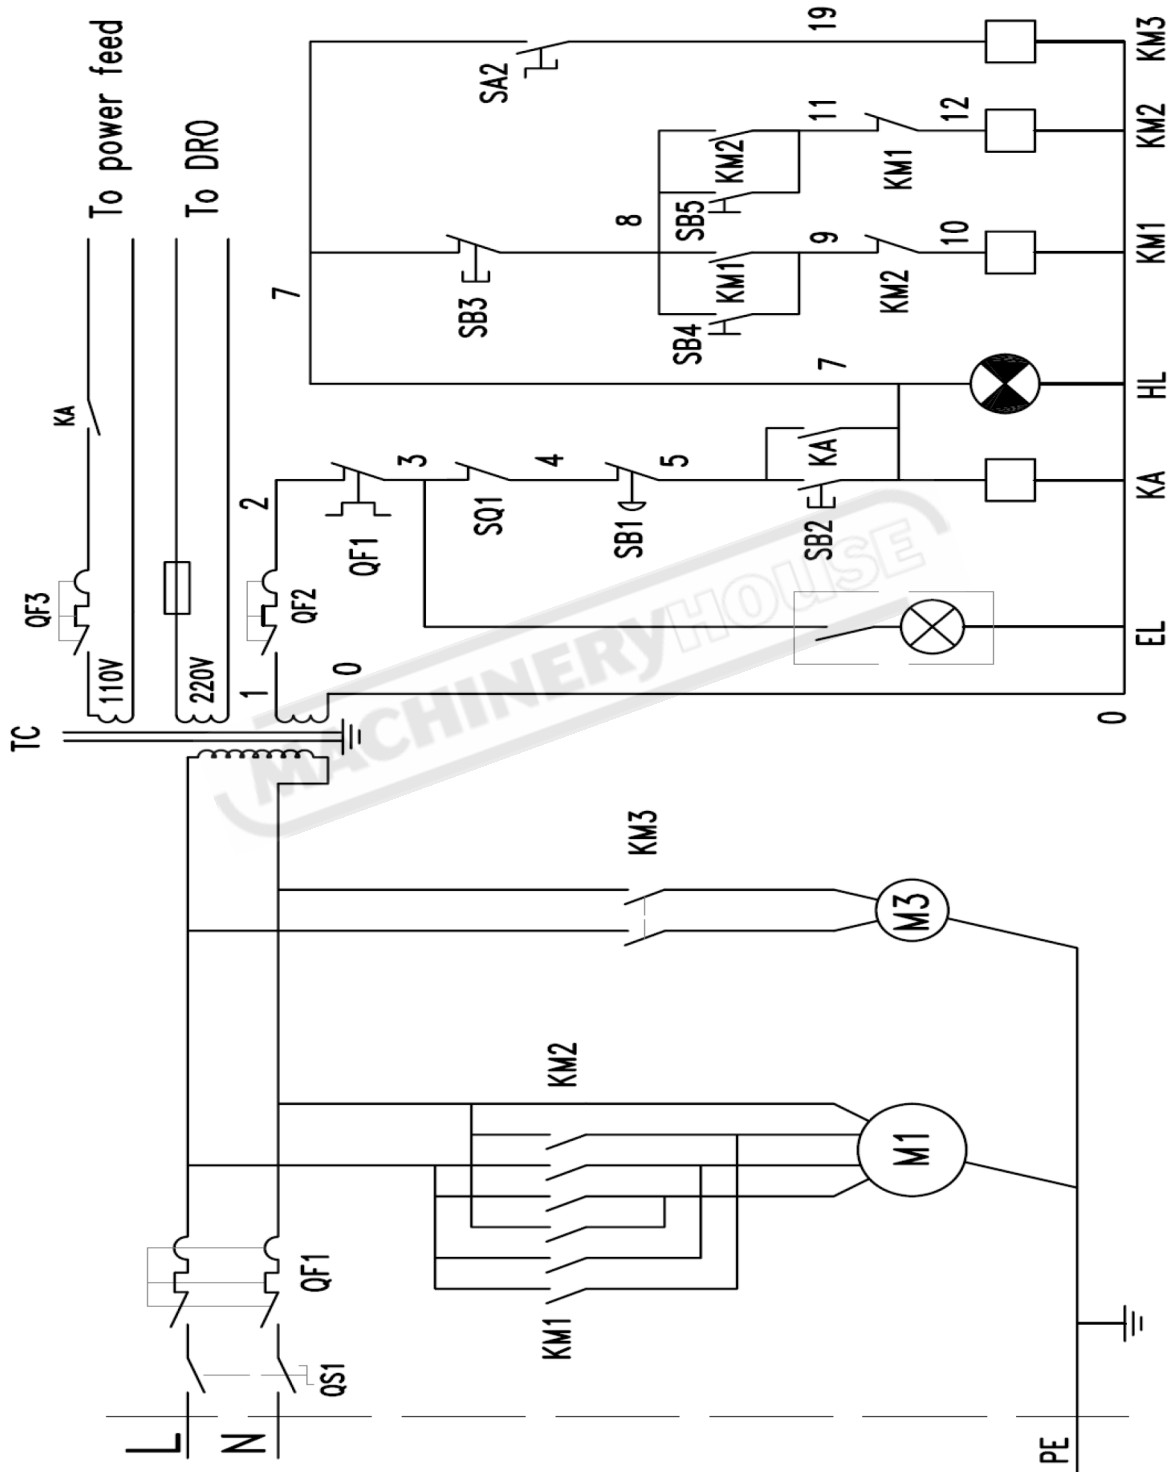 L
N
PE
QS1
QF1
KM1
KM2
M1
KM3
M3
TC
110V
220V
QF3
KA
To power feed
To DRO
1
0
0
QF2
2
QF1
3
SQ1
4
SB1
5
SB2
KA
7
7
SB3
8
SB4
KM1
SB5
KM2
9
KM2
10
11
KM1
12
SA2
19
EL
KA
HL
KM1
KM2
KM3
MACHINERYHOUSE